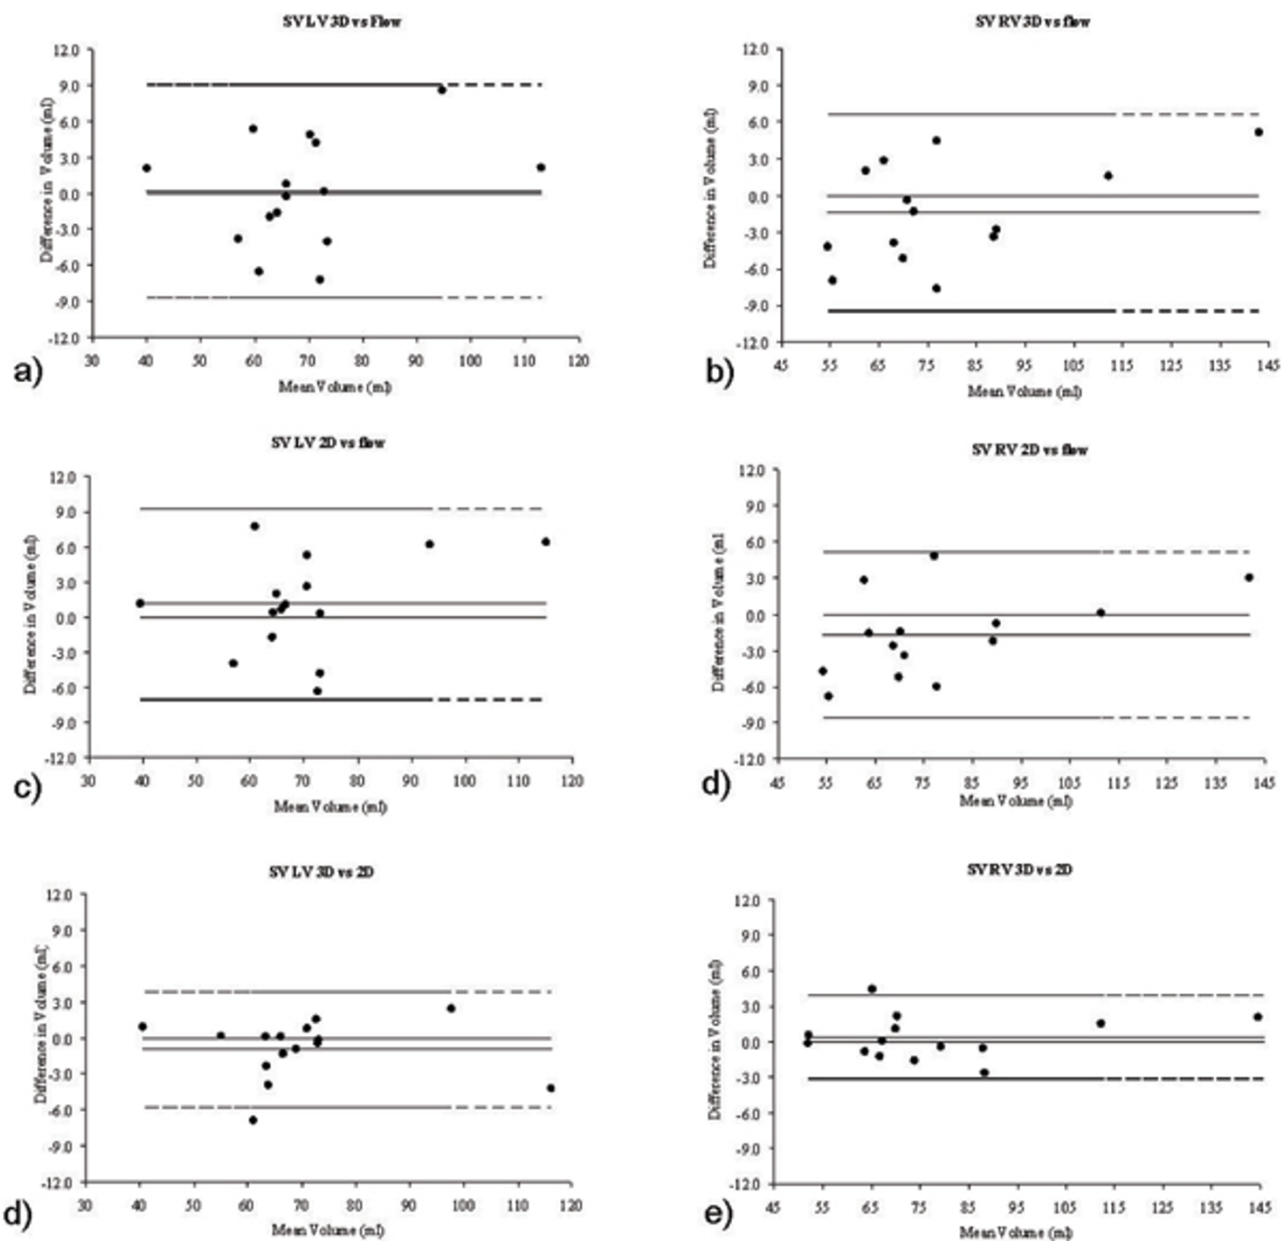 SV LV 3D vs Flow
12.0
9.0
6.0
3.0
0.0
-3.0
-6.0
-9.0
-12.0
Difference in Volume (ml)
30 40 50 60 70 80 90 100 110 120
Mean Volume (ml)
a)
SV RV 3D vs flow
12.0
9.0
6.0
3.0
0.0
-3.0
-6.0
-9.0
-12.0
Difference in Volume (ml)
45 55 65 75 85 95 105 115 125 135 145
Mean Volume (ml)
b)
SV LV 2D vs flow
12.0
9.0
6.0
3.0
0.0
-3.0
-6.0
-9.0
-12.0
Difference in Volume (ml)
30 40 50 60 70 80 90 100 110 120
Mean Volume (ml)
c)
SV RV 2D vs flow
12.0
9.0
6.0
3.0
0.0
-3.0
-6.0
-9.0
-12.0
Difference in Volume (ml
45 55 65 75 85 95 105 115 125 135 145
Mean Volume (ml)
d)
SV LV 3D vs 2D
12.0
9.0
6.0
3.0
0.0
-3.0
-6.0
-9.0
-12.0
Difference in Volume (ml)
30 40 50 60 70 80 90 100 110 120
Mean Volume (ml)
d)
SV RV 3D vs 2D
12.0
9.0
6.0
3.0
0.0
-3.0
-6.0
-9.0
-12.0
Difference in Volume (ml)
45 55 65 75 85 95 105 115 125 135 145
Mean Volume (ml)
e)